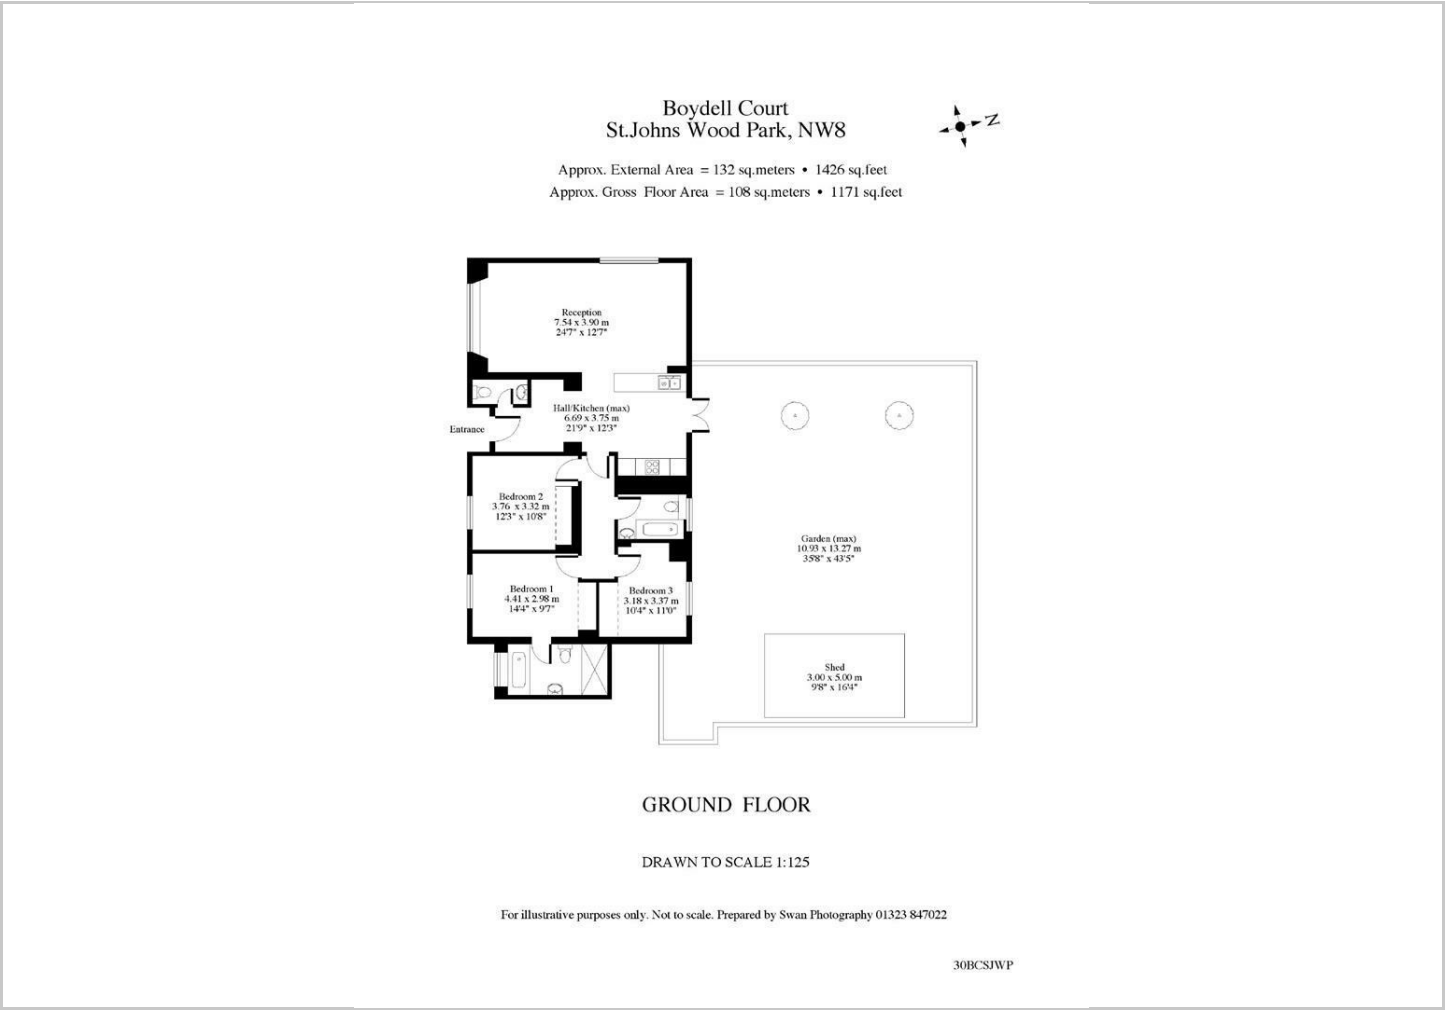 Boydell Court
St.Johns Wood Park, NW8
N
Approx. External Area = 132 sq.meters • 1426 sq.feet
Approx. Gross Floor Area = 108 sq.meters • 1171 sq.feet
Reception
7.54 x 3.90 m
24'7" x 12'7"
Hall/Kitchen (max)
6.69 x 3.75 m
21'9" x 12'3"
Entrance
Bedroom 2
3.76 x 3.32 m
12'3" x 10'8"
Garden (max)
10.93 x 13.27 m
35'8" x 43'5"
Bedroom 1
4.41 x 2.98 m
14'4" x 9'7"
Bedroom 3
3.18 x 3.37 m
10'4" x 11'0"
Shed
3.00 x 5.00 m
9'8" x 16'4"
GROUND FLOOR
DRAWN TO SCALE 1:125
For illustrative purposes only. Not to scale. Prepared by Swan Photography 01323 847022
30BCSJWP